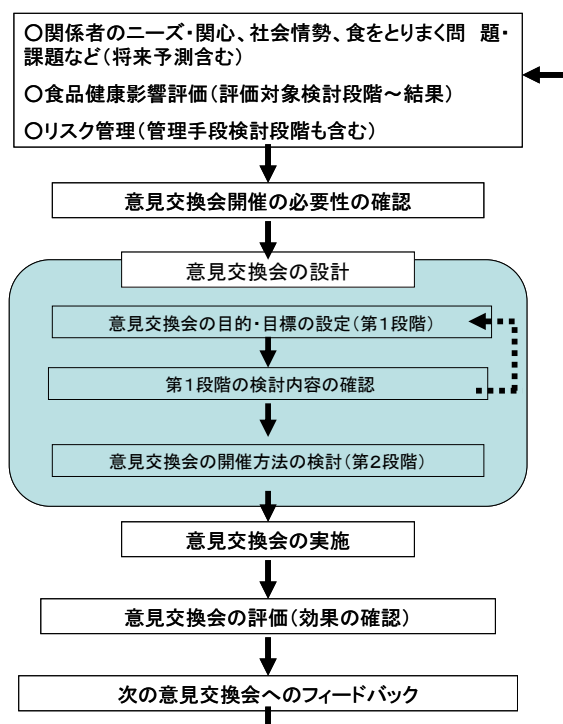 ○関係者のニーズ・関心、社会情勢、食をとりまく問　題・
課題など（将来予測含む）
○食品健康影響評価（評価対象検討段階～結果）
○リスク管理（管理手段検討段階も含む）
意見交換会開催の必要性の確認
意見交換会の設計
意見交換会の目的・目標の設定（第１段階）
第１段階の検討内容の確認
意見交換会の開催方法の検討（第２段階）
意見交換会の実施
意見交換会の評価（効果の確認）
次の意見交換会へのフィードバック